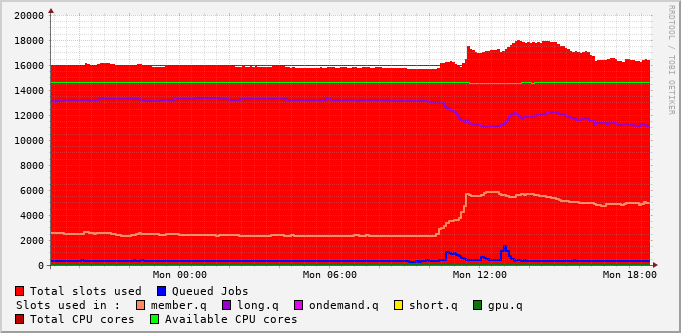 20000
18000
16000
14000
12000
10000
8000
6000
4000
2000
0
Mon 00:00 Mon 06:00 Mon 12:00 Mon 18:00
RRDTOOL / TOBI OETIKER
Total slots used Queued Jobs
Slots used in : member.q long.q ondemand.q short.q gpu.q
Total CPU cores Available CPU cores